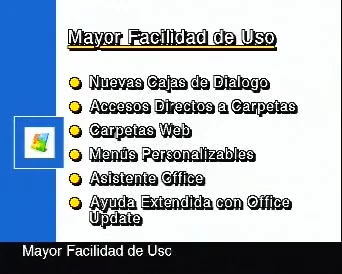 Mayor Facilidad de Uso
Nuevas Cajas de Dialogo
Accesos Directos a Carpetas
Carpetas Web
Menús Personalizables
Asistente Office
Ayuda Extendida con Office
Update
Mayor Facilidad de Uso